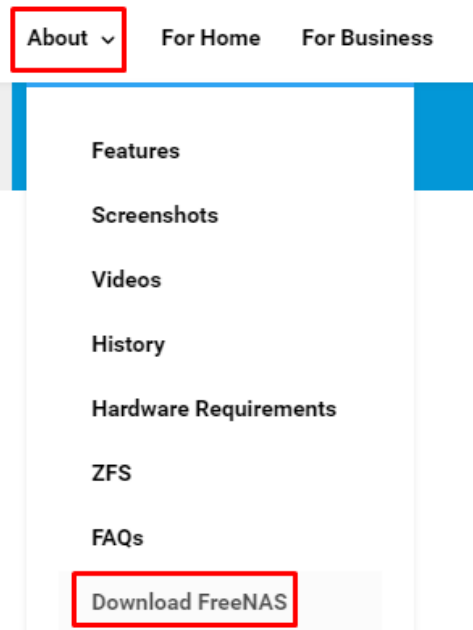 About For Home For Business
Features
Screenshots
Videos
History
Hardware Requirements
ZFS
FAQs
Download FreeNAS